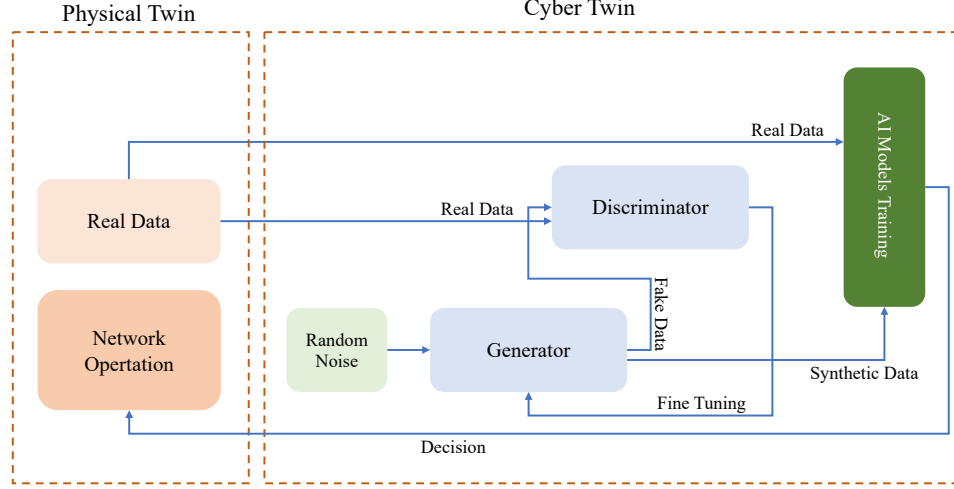 Physical Twin
Cyber Twin
Real Data
AI Models Training
Real Data
Real Data
Discriminator
Fake Data
Network
Opertation
Random
Noise
Generator
Synthetic Data
Fine Tuning
Decision